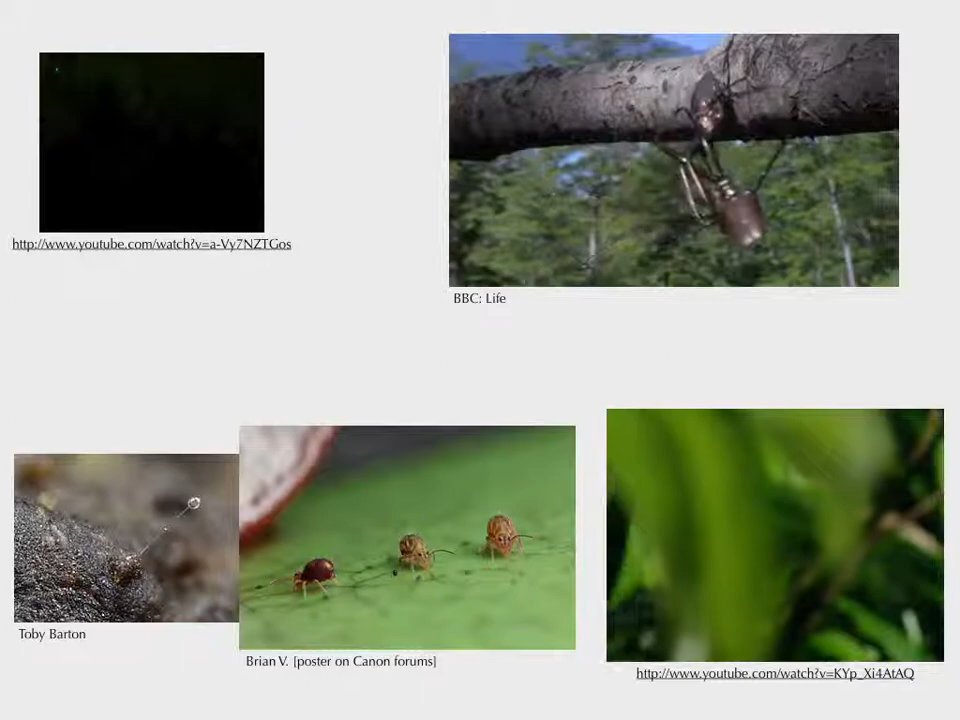 http://www.youtube.com/watch?v=a-Vy7NZTGos
BBC: Life
Toby Barton
Brian V. [poster on Canon forums]
http://www.youtube.com/watch?v=KYp_Xi4AtAQ